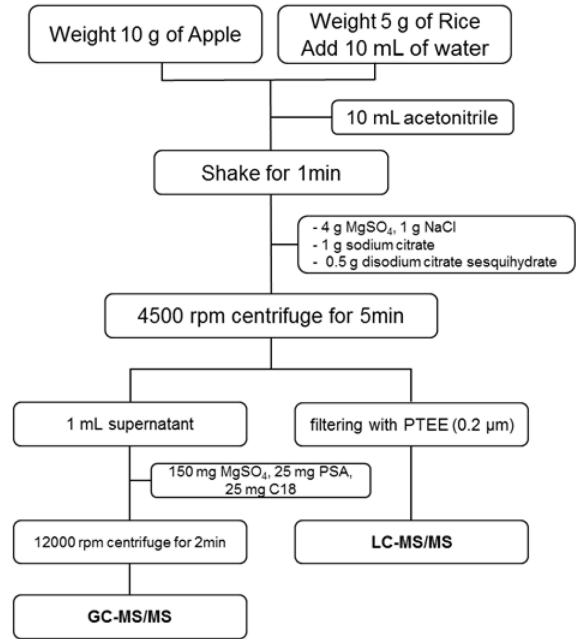 Weight 10 g of Apple
Weight 5 g of Rice
Add 10 mL of water
10 mL acetonitrile
Shake for 1min
- 4 g MgSO₄, 1 g NaCl
- 1 g sodium citrate
- 0.5 g disodium citrate sesquihydrate
4500 rpm centrifuge for 5min
1 mL supernatant
filtering with PTEE (0.2 μm)
150 mg MgSO₄, 25 mg PSA,
25 mg C18
12000 rpm centrifuge for 2min
LC-MS/MS
GC-MS/MS